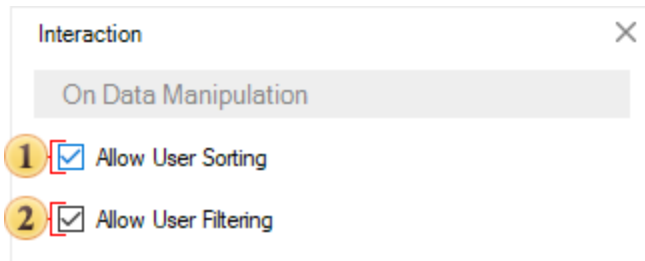 Interaction
On Data Manipulation
1 Allow User Sorting
2 Allow User Filtering